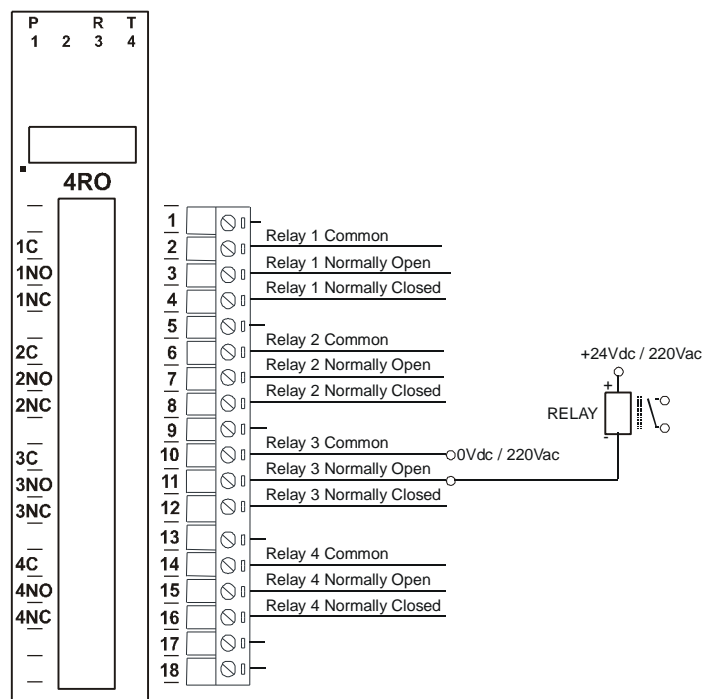 P R T
1 2 3 4
4RO
1C
1NO
1NC
2C
2NO
2NC
3C
3NO
3NC
4C
4NO
4NC
1
2 Relay 1 Common
3 Relay 1 Normally Open
4 Relay 1 Normally Closed
5
6 Relay 2 Common
7 Relay 2 Normally Open
8 Relay 2 Normally Closed
9
10 Relay 3 Common 0Vdc / 220Vac
11 Relay 3 Normally Open
12 Relay 3 Normally Closed
13
14 Relay 4 Common
15 Relay 4 Normally Open
16 Relay 4 Normally Closed
17
18
+24Vdc / 220Vac
+
RELAY
-